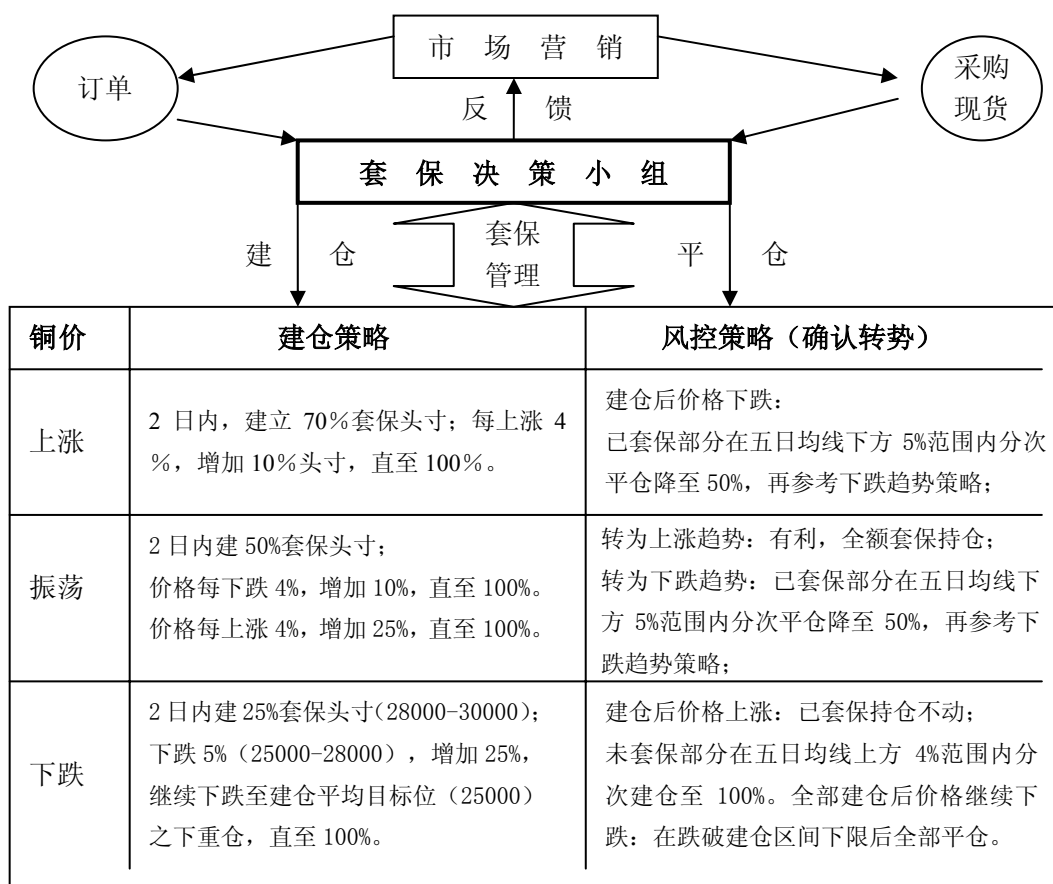 市 场 营 销
订单
采购
现货
反 馈
套 保 决 策 小 组
套保
管理
建 仓
平 仓
铜价
建仓策略
风控策略（确认转势）
上涨
2 日内，建立 70％套保头寸；每上涨 4
％，增加 10％头寸，直至 100％。
建仓后价格下跌：
已套保部分在五日均线下方 5%范围内分次
平仓降至 50%，再参考下跌趋势策略；
振荡
2 日内建 50%套保头寸；
价格每下跌 4%，增加 10%，直至 100%。
价格每上涨 4%，增加 25%，直至 100%。
转为上涨趋势：有利，全额套保持仓；
转为下跌趋势：已套保部分在五日均线下
方 5%范围内分次平仓降至 50%，再参考下
跌趋势策略；
下跌
2 日内建 25%套保头寸（28000-30000）；
下跌 5%（25000-28000），增加 25%，
继续下跌至建仓平均目标位（25000）
之下重仓，直至 100%。
建仓后价格上涨：已套保持仓不动；
未套保部分在五日均线上方 4%范围内分
次建仓至 100%。全部建仓后价格继续下
跌：在跌破建仓区间下限后全部平仓。